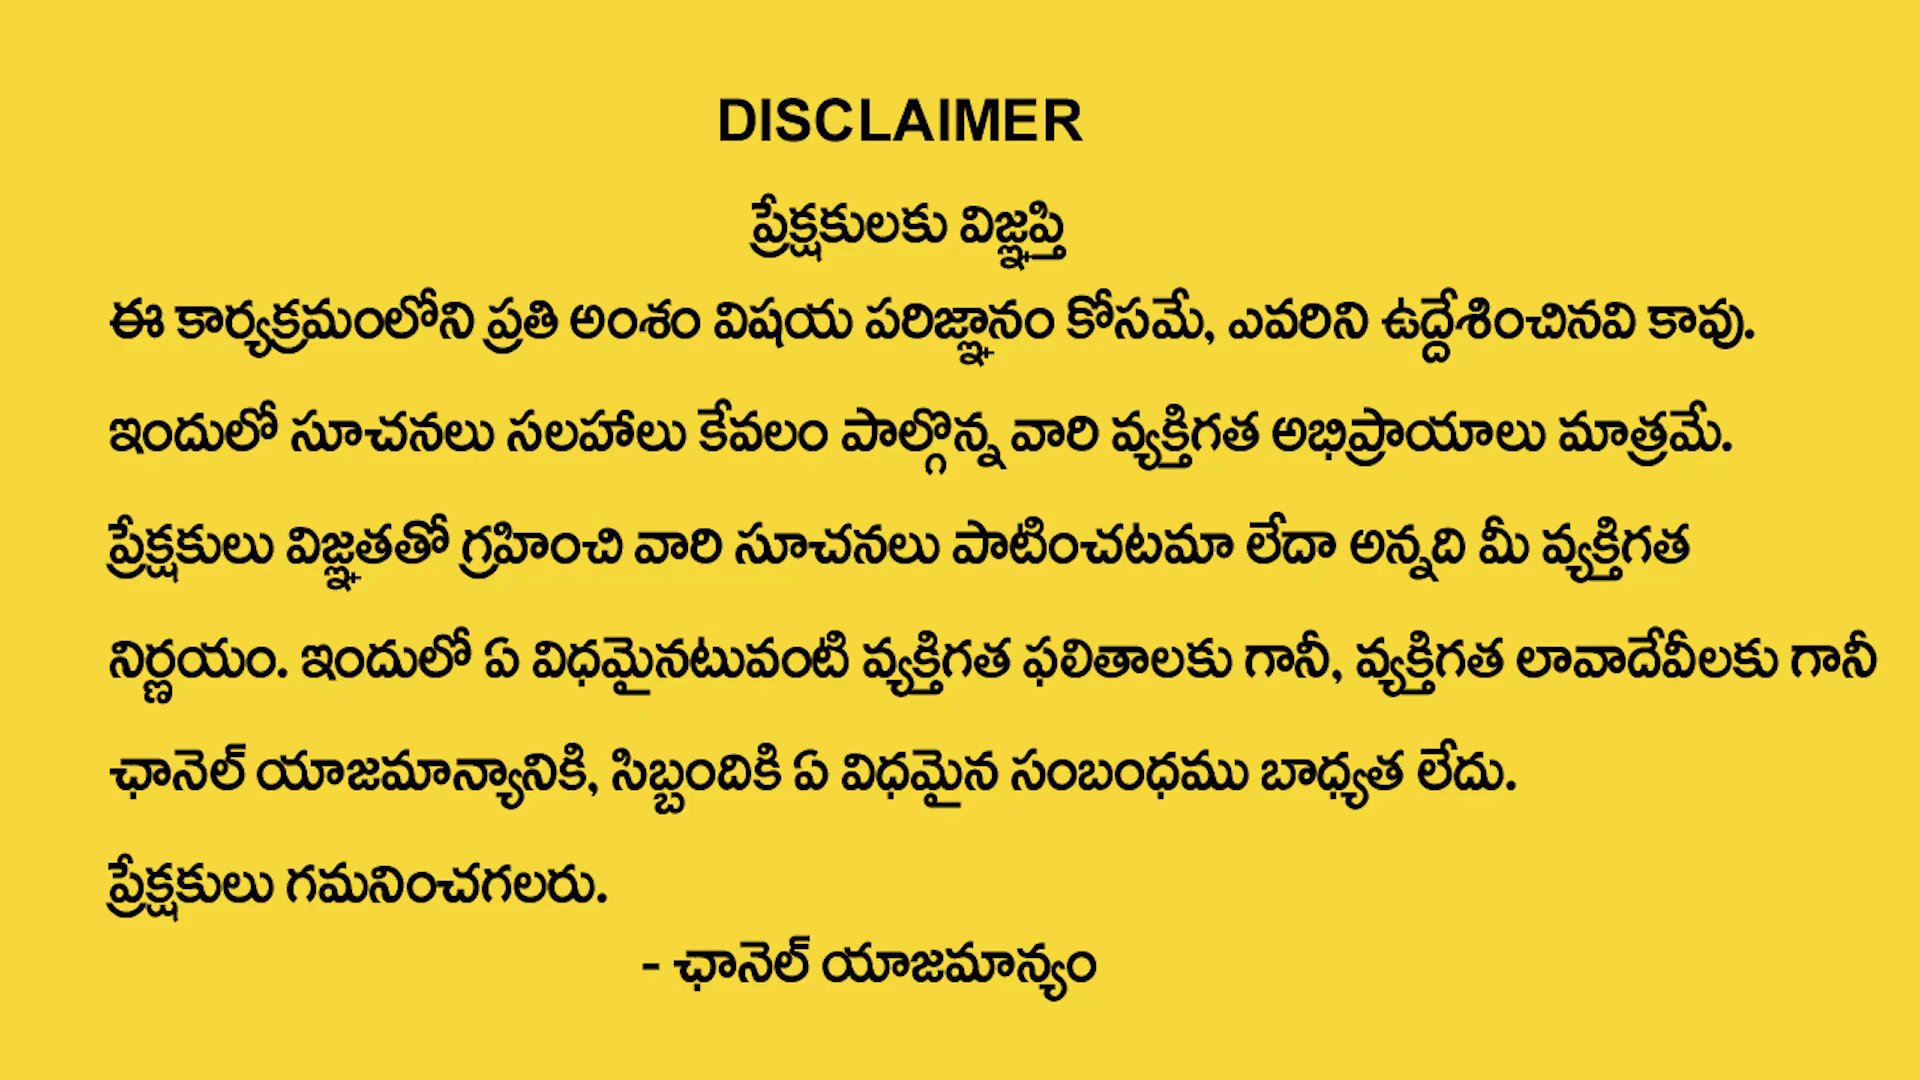 DISCLAIMER
ప్రేక్షకులకు విజ్ఞప్తి
ఈ కార్యక్రమంలోని ప్రతి అంశం విషయ పరిజ్ఞానం కోసమే, ఎవరిని ఉద్దేశించినవి కావు.
ఇందులో సూచనలు సలహాలు కేవలం పాల్గొన్న వారి వ్యక్తిగత అభిప్రాయాలు మాత్రమే.
ప్రేక్షకులు విజ్ఞతతో గ్రహించి వారి సూచనలు పాటించటమా లేదా అన్నది మీ వ్యక్తిగత
నిర్ణయం. ఇందులో ఏ విధమైనటువంటి వ్యక్తిగత ఫలితాలకు గానీ, వ్యక్తిగత లావాదేవీలకు గానీ
ఛానెల్ యాజమాన్యానికి, సిబ్బందికి ఏ విధమైన సంబంధము బాధ్యత లేదు.
ప్రేక్షకులు గమనించగలరు.
- ఛానెల్ యాజమాన్యం